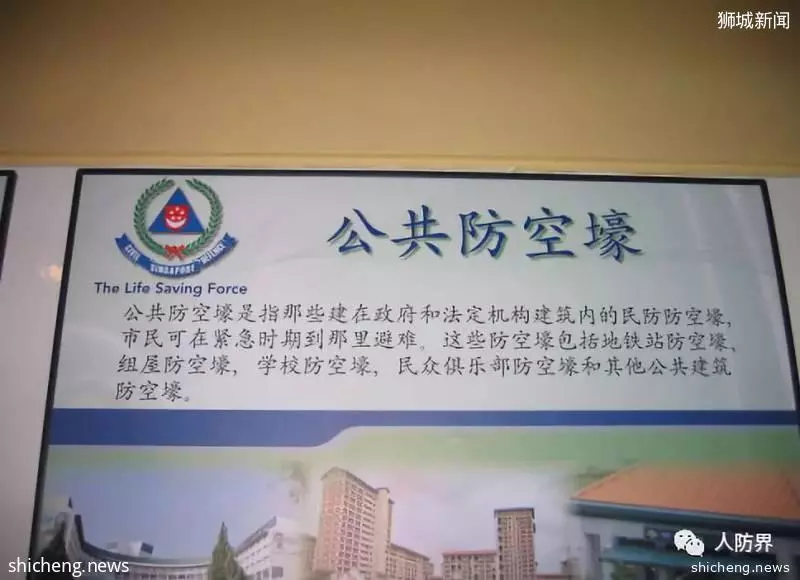 狮城新闻
CIVIL DEFENCE
SINGAPORE
The Life Saving Force
公共防空壕
公共防空壕是指那些建在政府和法定机构建筑内的民防防空壕，
市民可在紧急时期到那里避难。这些防空壕包括地铁站防空壕，
组屋防空壕，学校防空壕，民众俱乐部防空壕和其他公共建筑
防空壕。
人防界
shicheng.news
shicheng.news